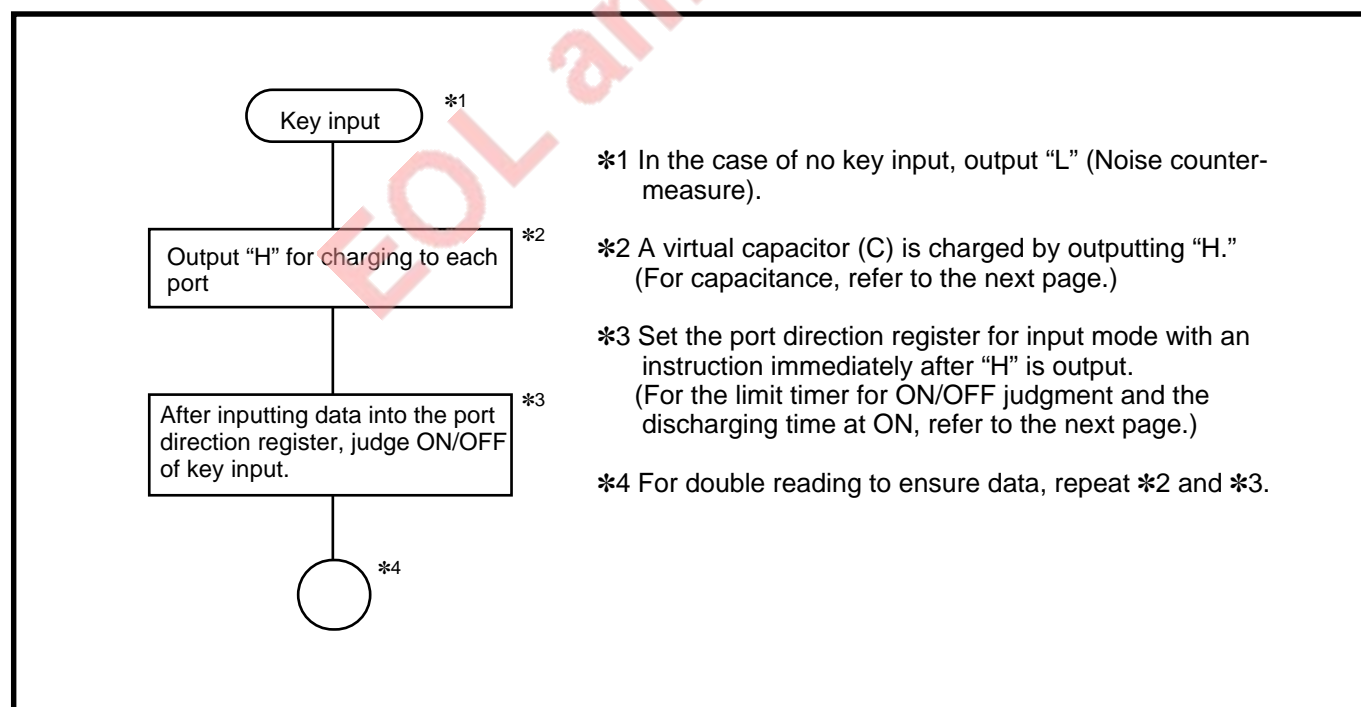 EOL an
Key input
✽1
Output “H” for charging to each
port
✽2
After inputting data into the port
direction register, judge ON/OFF
of key input.
✽3
✽4
✽1 In the case of no key input, output “L” (Noise counter-
measure).
✽2 A virtual capacitor (C) is charged by outputting “H.”
(For capacitance, refer to the next page.)
✽3 Set the port direction register for input mode with an
instruction immediately after “H” is output.
(For the limit timer for ON/OFF judgment and the
discharging time at ON, refer to the next page.)
✽4 For double reading to ensure data, repeat ✽2 and ✽3.